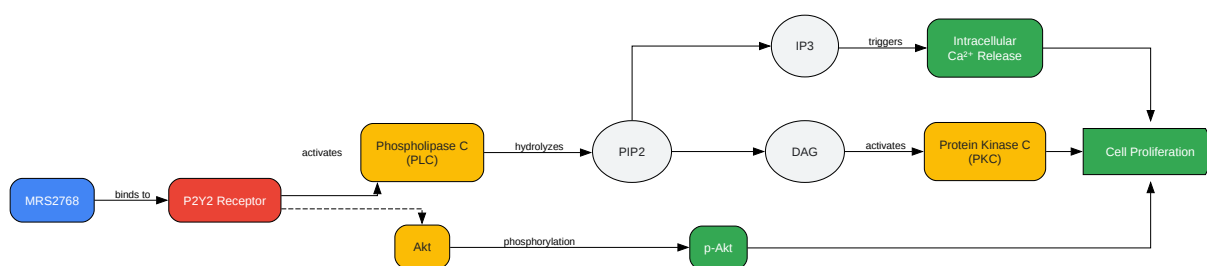 IP3
triggers
Intracellular
Ca²⁺ Release
activates
Phospholipase C
(PLC)
hydrolyzes
PIP2
DAG
activates
Protein Kinase C
(PKC)
Cell Proliferation
MRS2768
binds to
P2Y2 Receptor
Akt
phosphorylation
p-Akt